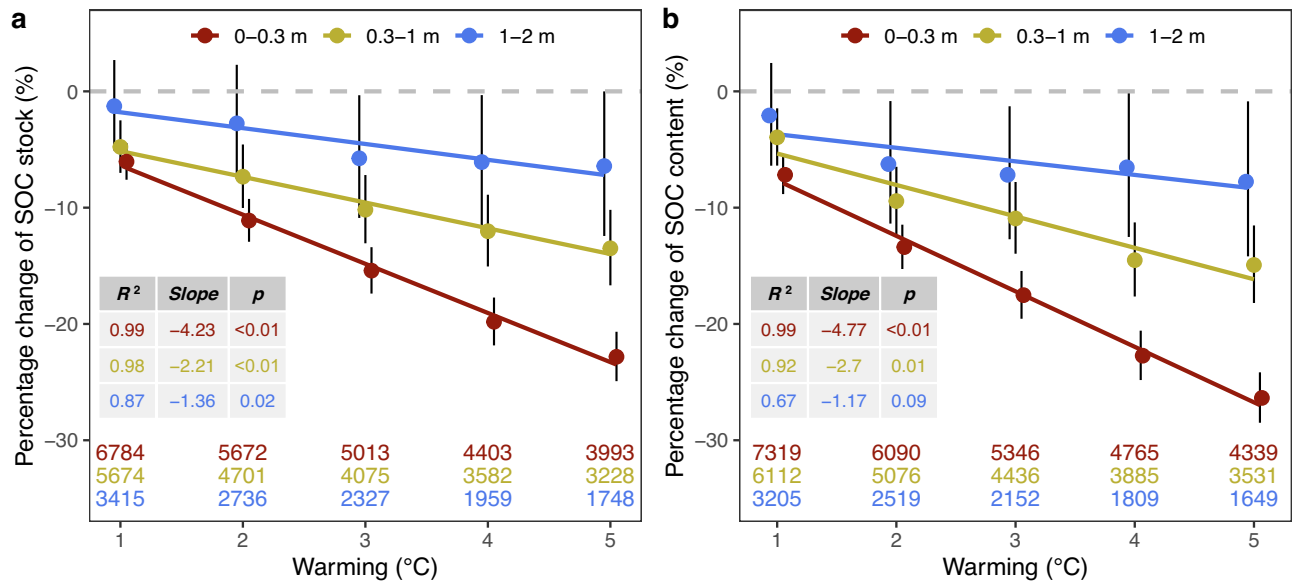 a
0–0.3 m 0.3–1 m 1–2 m
Percentage change of SOC stock (%)
0
−10
−20
−30
R 2 Slope p
0.99 −4.23 <0.01
0.98 −2.21 <0.01
0.87 −1.36 0.02
6784 5672 5013 4403 3993
5674 4701 4075 3582 3228
3415 2736 2327 1959 1748
1 2 3 4 5
Warming (°C)
b
0–0.3 m 0.3–1 m 1–2 m
Percentage change of SOC content (%)
0
−10
−20
−30
R 2 Slope p
0.99 −4.77 <0.01
0.92 −2.7 0.01
0.67 −1.17 0.09
7319 6090 5346 4765 4339
6112 5076 4436 3885 3531
3205 2519 2152 1809 1649
1 2 3 4 5
Warming (°C)